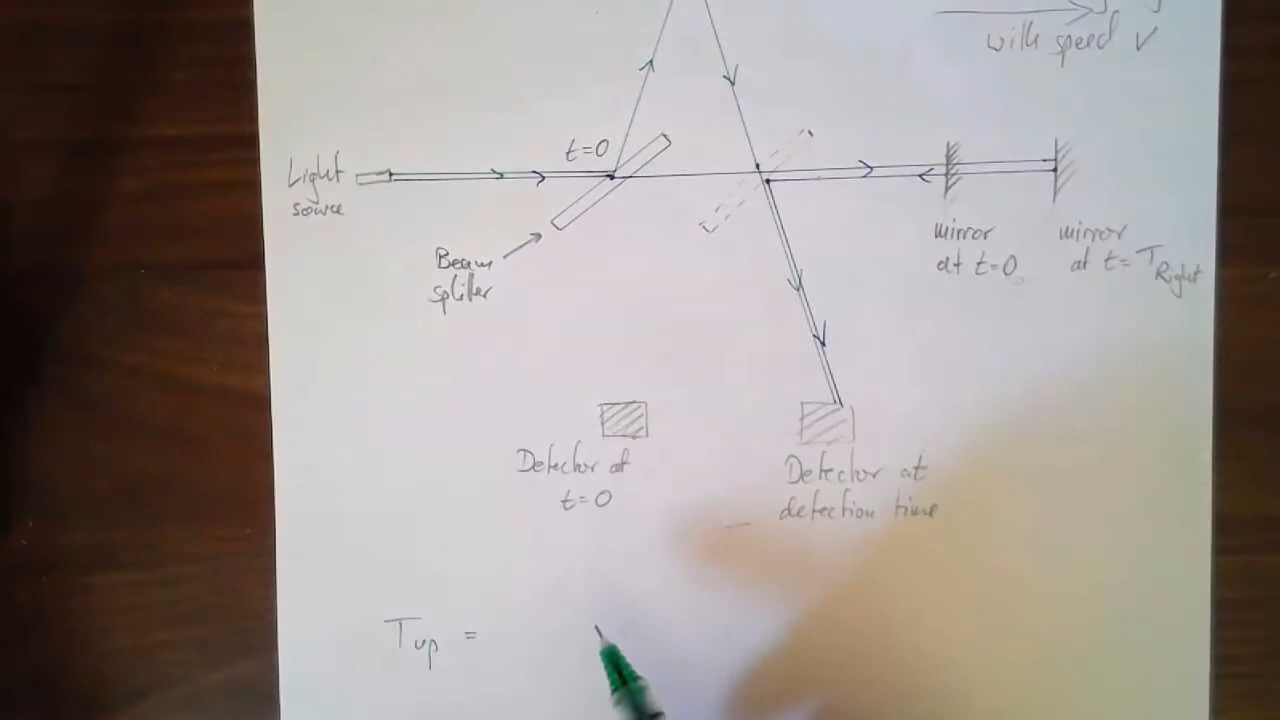 with speed v
t=0
Light
source
Beam
spliter
mirror
at t=0
mirror
at t= T Right
Detector at
t=0
Detector at
detection time
T up =